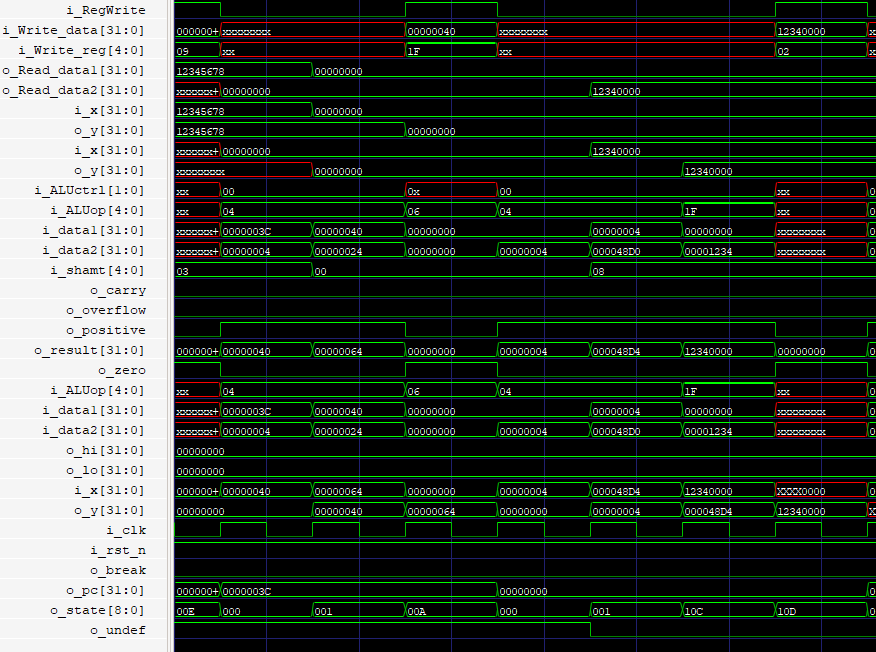 i_RegWrite
i_Write_data[31:0] 000000+ xxxxxxxx 00000040 xxxxxxxx 12340000 x
i_Write_reg[4:0] 09 xx 1F xx 02 x
o_Read_data1[31:0] 12345678 00000000
o_Read_data2[31:0] xxxxxx+ 00000000 12340000
i_x[31:0] 12345678 00000000
o_y[31:0] 12345678 00000000
i_x[31:0] xxxxxx+ 00000000 12340000
o_y[31:0] xxxxxxxx 00000000 12340000
i_ALUctrl[1:0] xx 00 0x 00 xx 0
i_ALUop[4:0] xx 04 06 04 1F xx 0
i_data1[31:0] xxxxxx+ 0000003C 00000040 00000000 00000004 00000000 xxxxxxxx 0
i_data2[31:0] xxxxxx+ 00000004 00000024 00000000 00000004 000048D0 00001234 xxxxxxxx 0
i_shamt[4:0] 03 00 08
o_carry
o_overflow
o_positive
o_result[31:0] 000000+ 00000040 00000064 00000000 00000004 000048D4 12340000 00000000 0
o_zero
i_ALUop[4:0] xx 04 06 04 1F xx 0
i_data1[31:0] xxxxxx+ 0000003C 00000040 00000000 00000004 00000000 xxxxxxxx 0
i_data2[31:0] xxxxxx+ 00000004 00000024 00000000 00000004 000048D0 00001234 xxxxxxxx 0
o_hi[31:0] 00000000
o_lo[31:0] 00000000
i_x[31:0] 000000+ 00000040 00000064 00000000 00000004 000048D4 12340000 XXXX0000 0
o_y[31:0] 00000000 00000040 00000064 00000000 00000004 000048D4 12340000 X
i_clk
i_rst_n
o_break
o_pc[31:0] 000000+ 0000003C 00000000 0
o_state[8:0] 00E 000 001 00A 000 001 10C 10D 0
o_undef